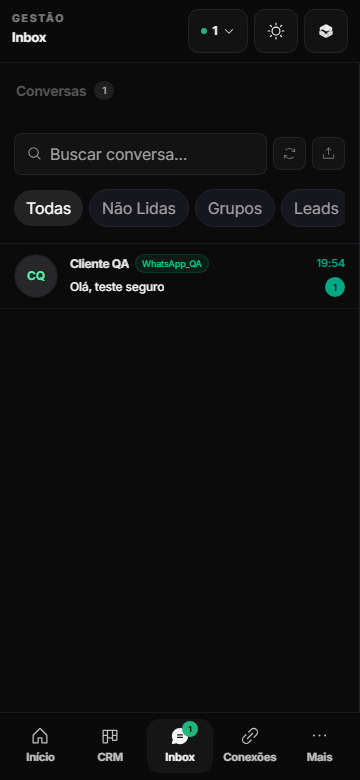 GESTÃO
Inbox
1
Conversas 1
Buscar conversa...
Todas Não Lidas Grupos Leads
CQ
Cliente QA WhatsApp_QA 19:54
Olá, teste seguro 1
1
Início CRM Inbox Conexões Mais